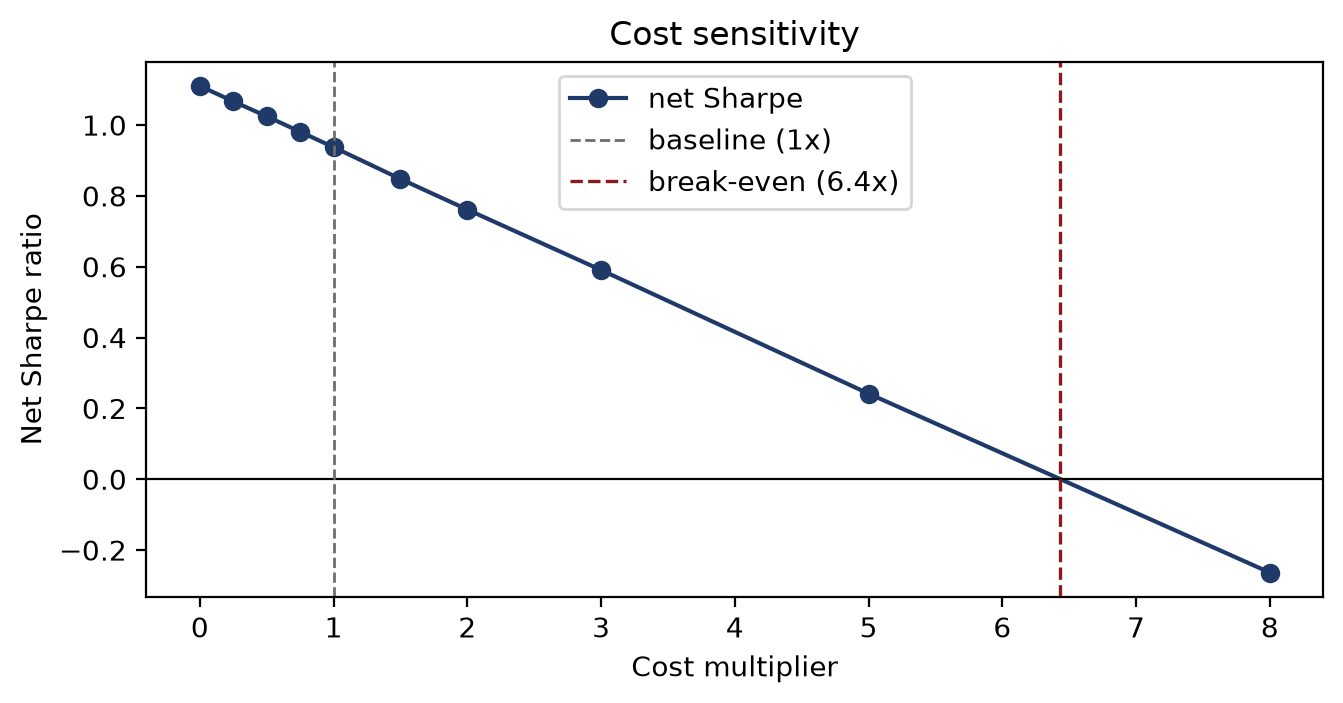 Cost sensitivity
net Sharpe
baseline (1x)
break-even (6.4x)
Net Sharpe ratio
1.0
0.8
0.6
0.4
0.2
0.0
−0.2
0 1 2 3 4 5 6 7 8
Cost multiplier